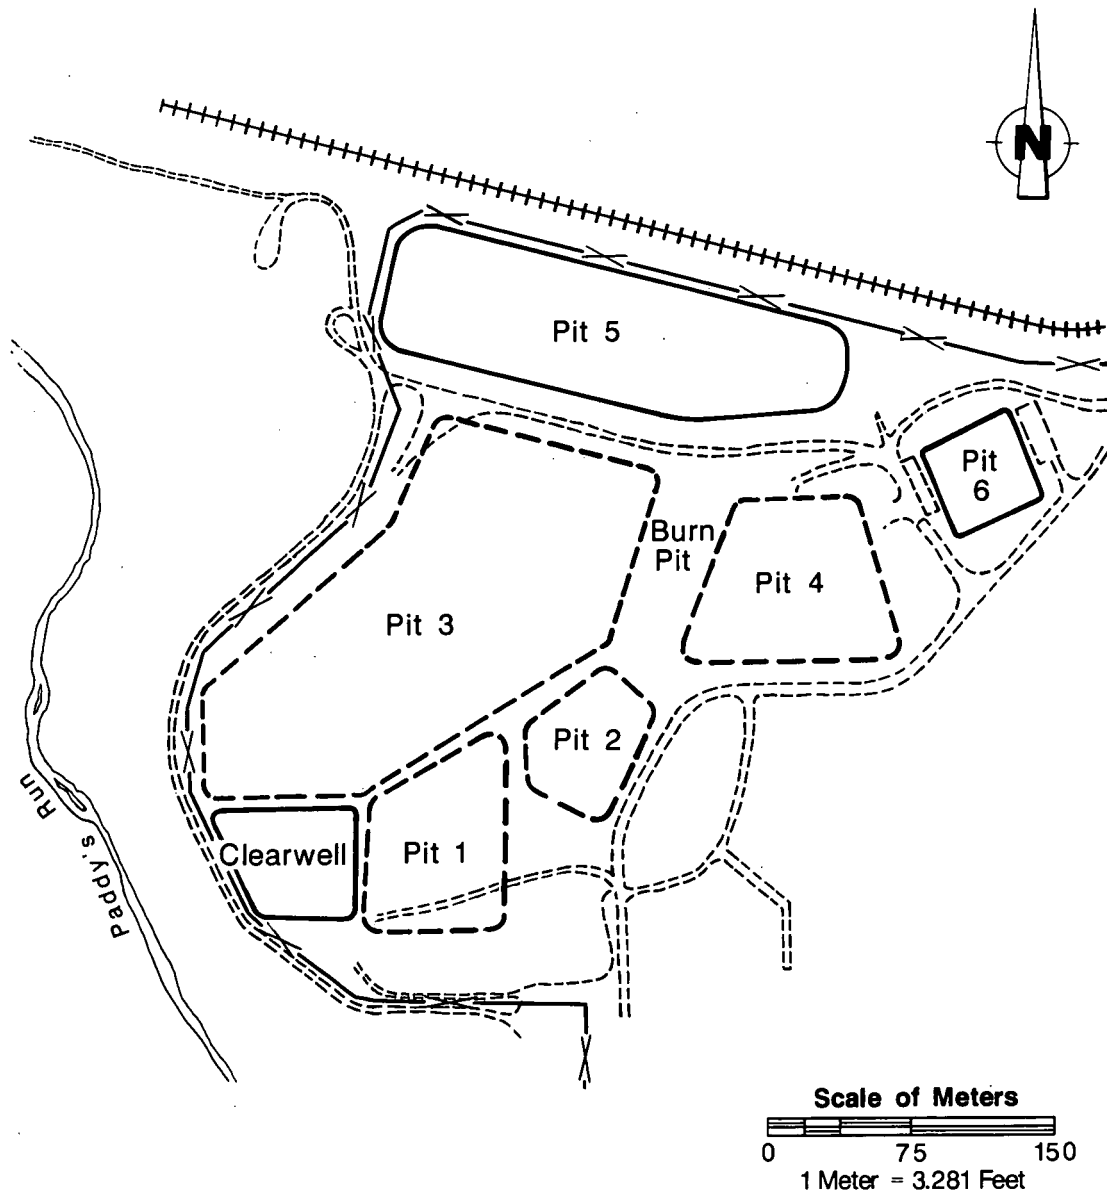 N
Pit 5
Pit
6
Burn
Pit
Pit 4
Pit 3
Pit 2
Run
Paddy's
Clearwell
Pit 1
Scale of Meters
0 75 150
1 Meter = 3.281 Feet